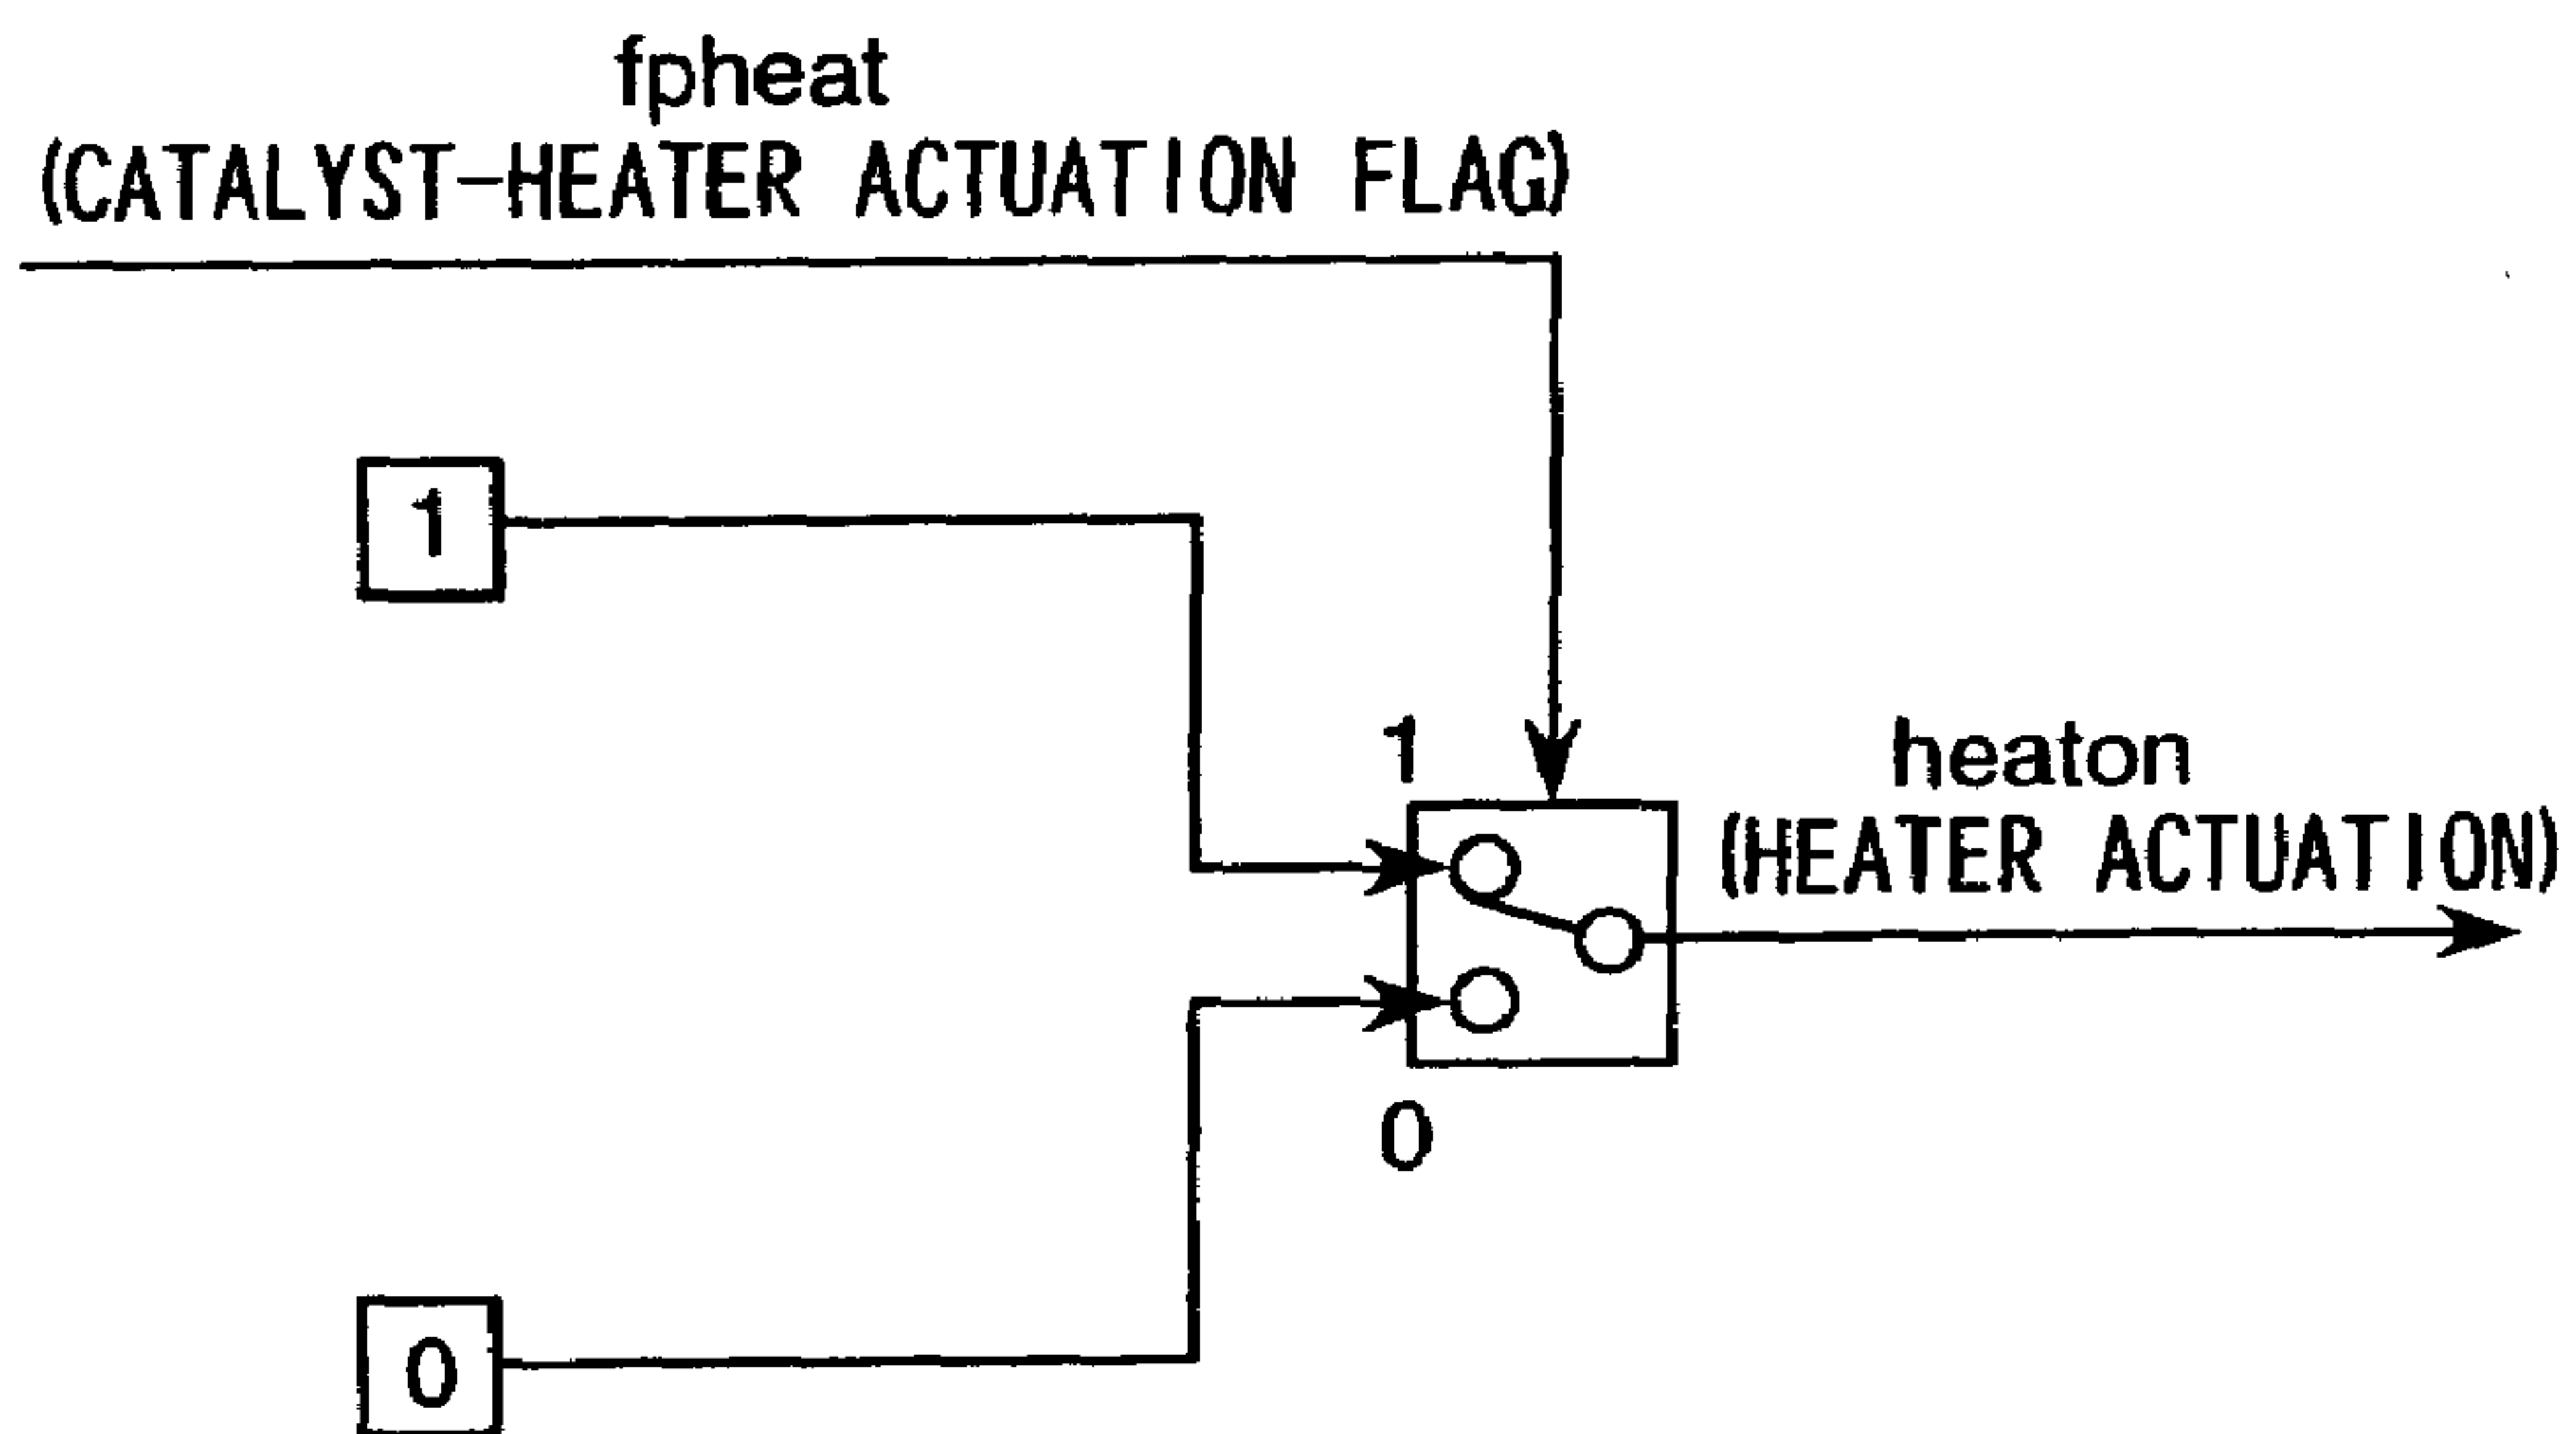 fpheat
(CATALYST-HEATER ACTUATION FLAG)
1
1
heaton
(HEATER ACTUATION)
0
0